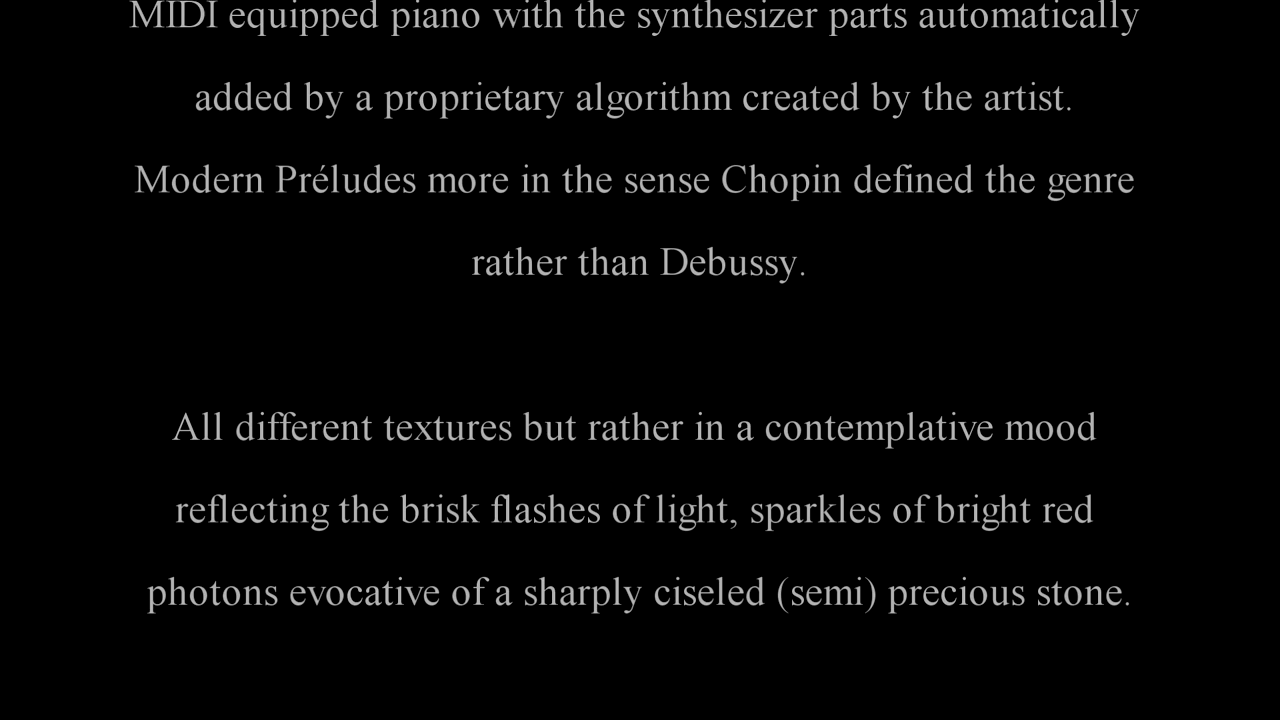 MIDI equipped piano with the synthesizer parts automatically
added by a proprietary algorithm created by the artist.
Modern Préludes more in the sense Chopin defined the genre
rather than Debussy.
All different textures but rather in a contemplative mood
reflecting the brisk flashes of light, sparkles of bright red
photons evocative of a sharply ciseled (semi) precious stone.